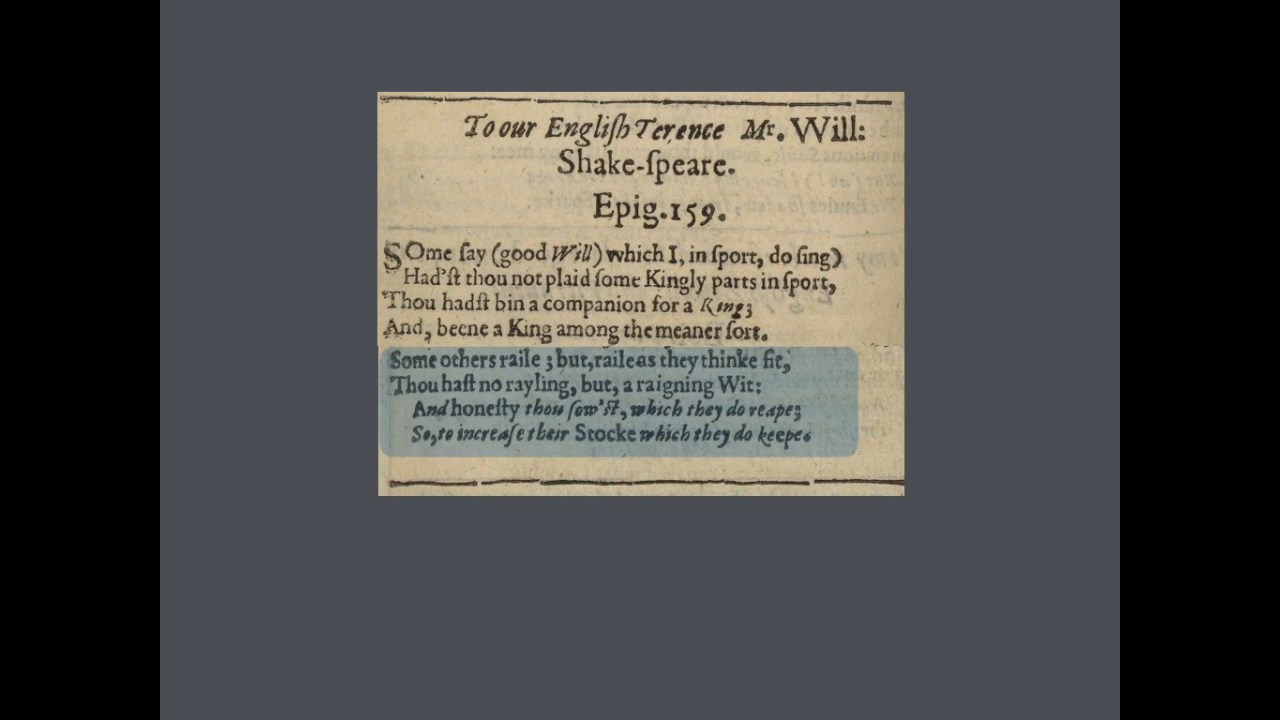 To our Engliſh Terence Mr. Will:
Shake-ſpeare.
Epig.159.
SOme ſay (good Will) which I, in ſport, do ſing)
Had'ſt thou not plaid ſome Kingly parts in ſport,
Thou hadſt bin a companion for a King;
And, beene a King among the meaner ſort.
Some others raile ; but, raile as they thinke fit,
Thou haſt no rayling, but, a raigning Wit:
And honeſty thou ſow'ſt, which they do reape;
So, to increaſe their Stocke which they do keepe.